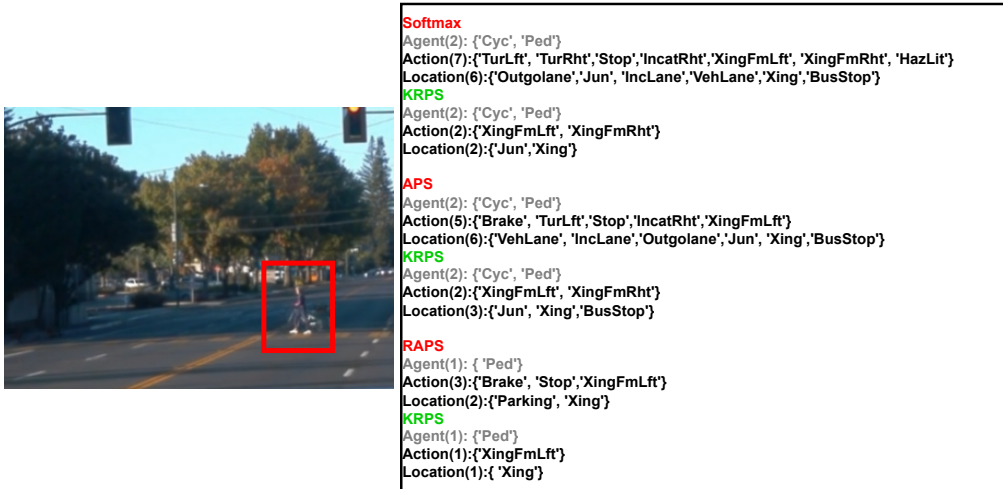 Softmax
Agent(2): {'Cyc', 'Ped'}
Action(7):{'TurLft', 'TurRht','Stop','IncatRht','XingFmLft', 'XingFmRht', 'HazLit'}
Location(6):{'Outgolane','Jun', 'IncLane','VehLane','Xing','BusStop'}
KRPS
Agent(2): {'Cyc', 'Ped'}
Action(2):{'XingFmLft', 'XingFmRht'}
Location(2):{'Jun','Xing'}
APS
Agent(2): {'Cyc', 'Ped'}
Action(5):{'Brake', 'TurLft','Stop','IncatRht','XingFmLft'}
Location(6):{'VehLane', 'IncLane','Outgolane','Jun', 'Xing','BusStop'}
KRPS
Agent(2): {'Cyc', 'Ped'}
Action(2):{'XingFmLft', 'XingFmRht'}
Location(3):{'Jun', 'Xing','BusStop'}
RAPS
Agent(1): { 'Ped'}
Action(3):{'Brake', 'Stop','XingFmLft'}
Location(2):{'Parking', 'Xing'}
KRPS
Agent(1): {'Ped'}
Action(1):{'XingFmLft'}
Location(1):{ 'Xing'}